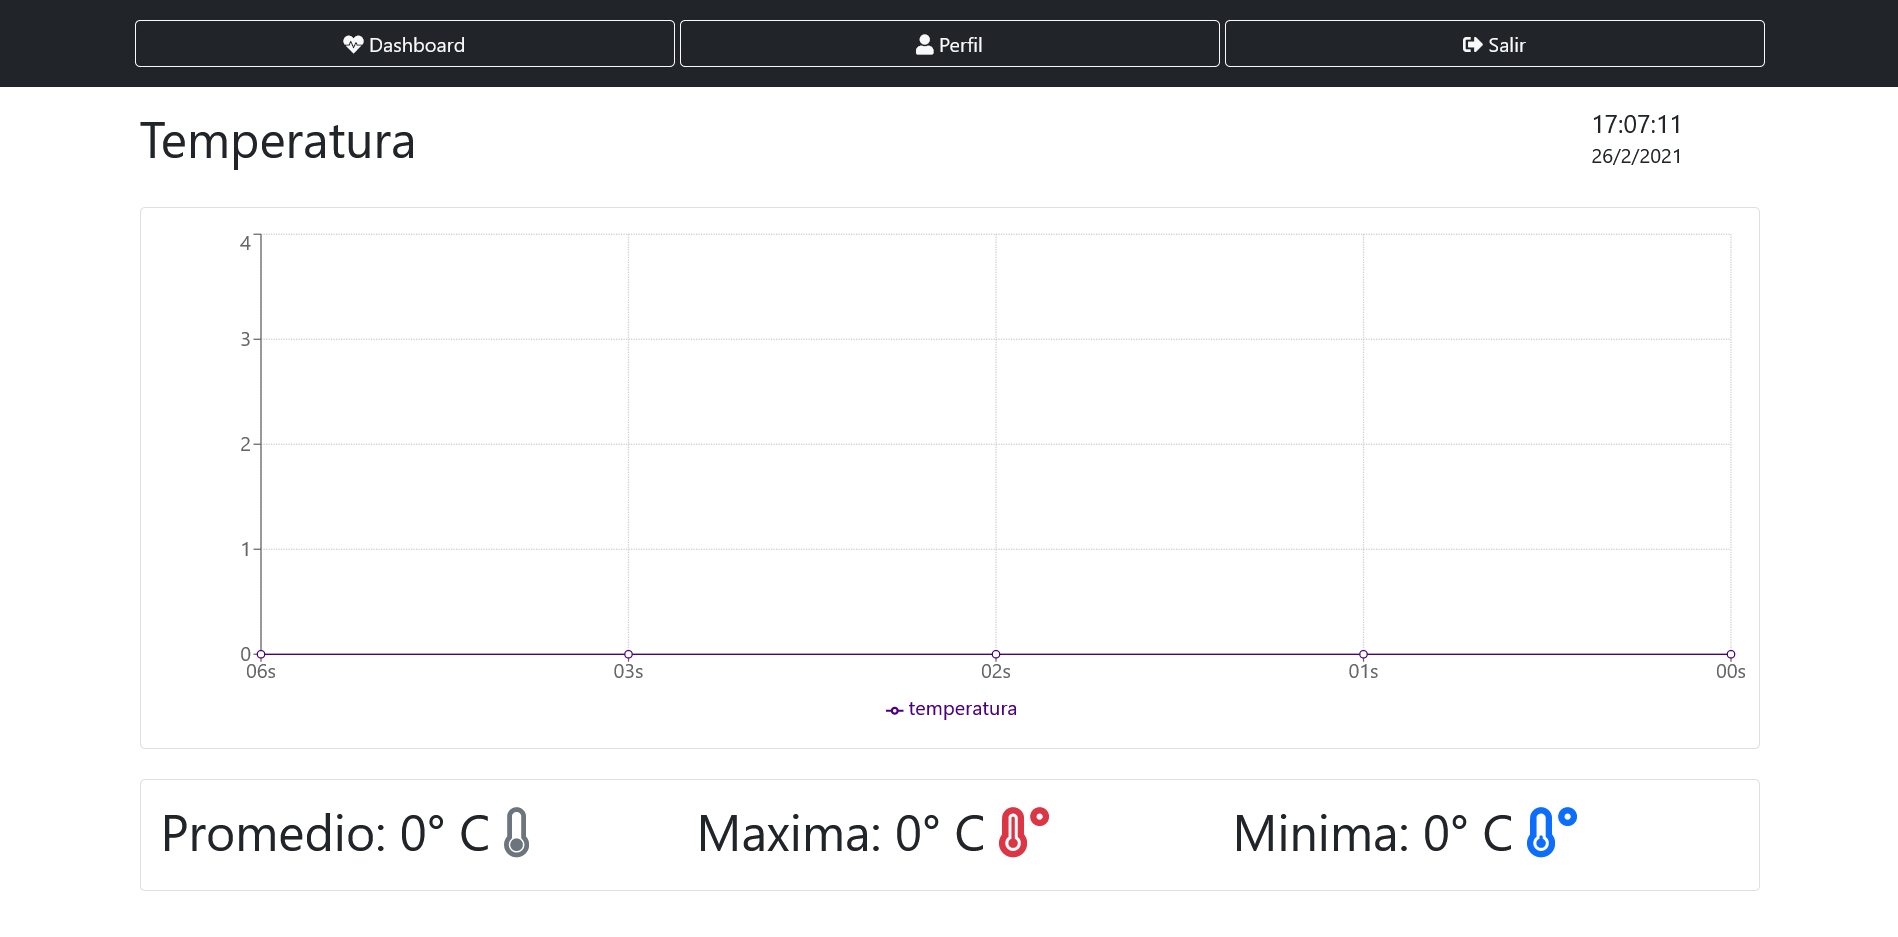 Dashboard
Perfil
Salir
Temperatura
17:07:11
26/2/2021
4
3
2
1
0
06s 03s 02s 01s 00s
temperatura
Promedio: 0° C
Maxima: 0° C
Minima: 0° C